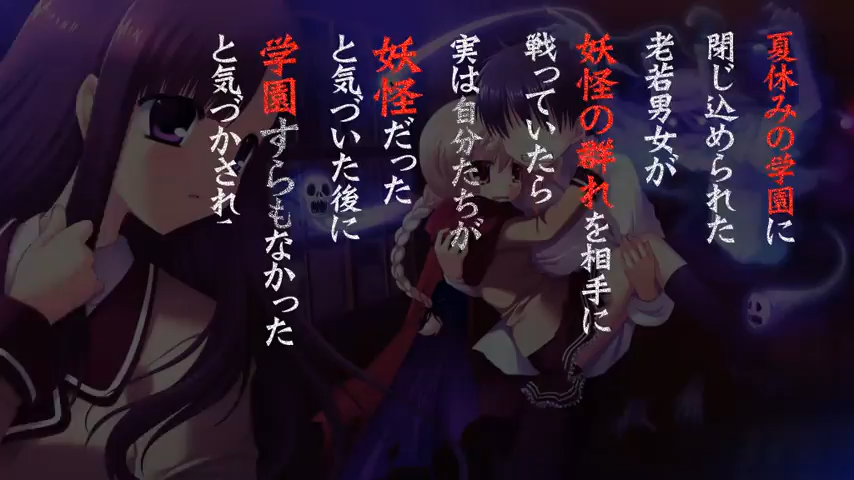 夏休みの学園に
閉じ込められた
老若男女が
妖怪の群れを相手に
戦っていたら
実は自分たちが
妖怪だった
と気づいた後に
学園すらもなかった
と気づかされ